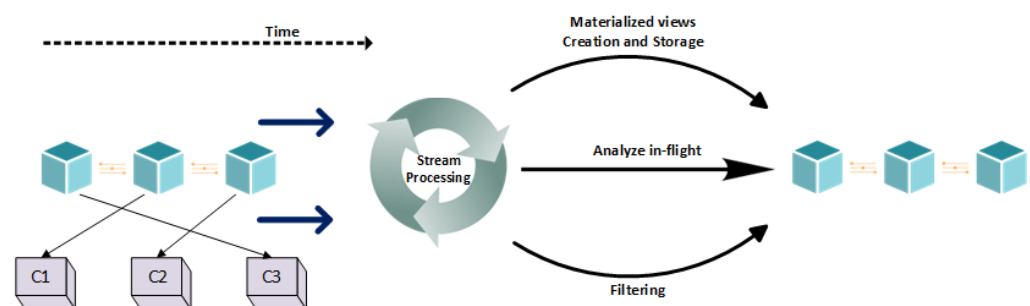 Time
Materialized views
Creation and Storage
Stream
Processing
Analyze in-flight
C1
C2
C3
Filtering